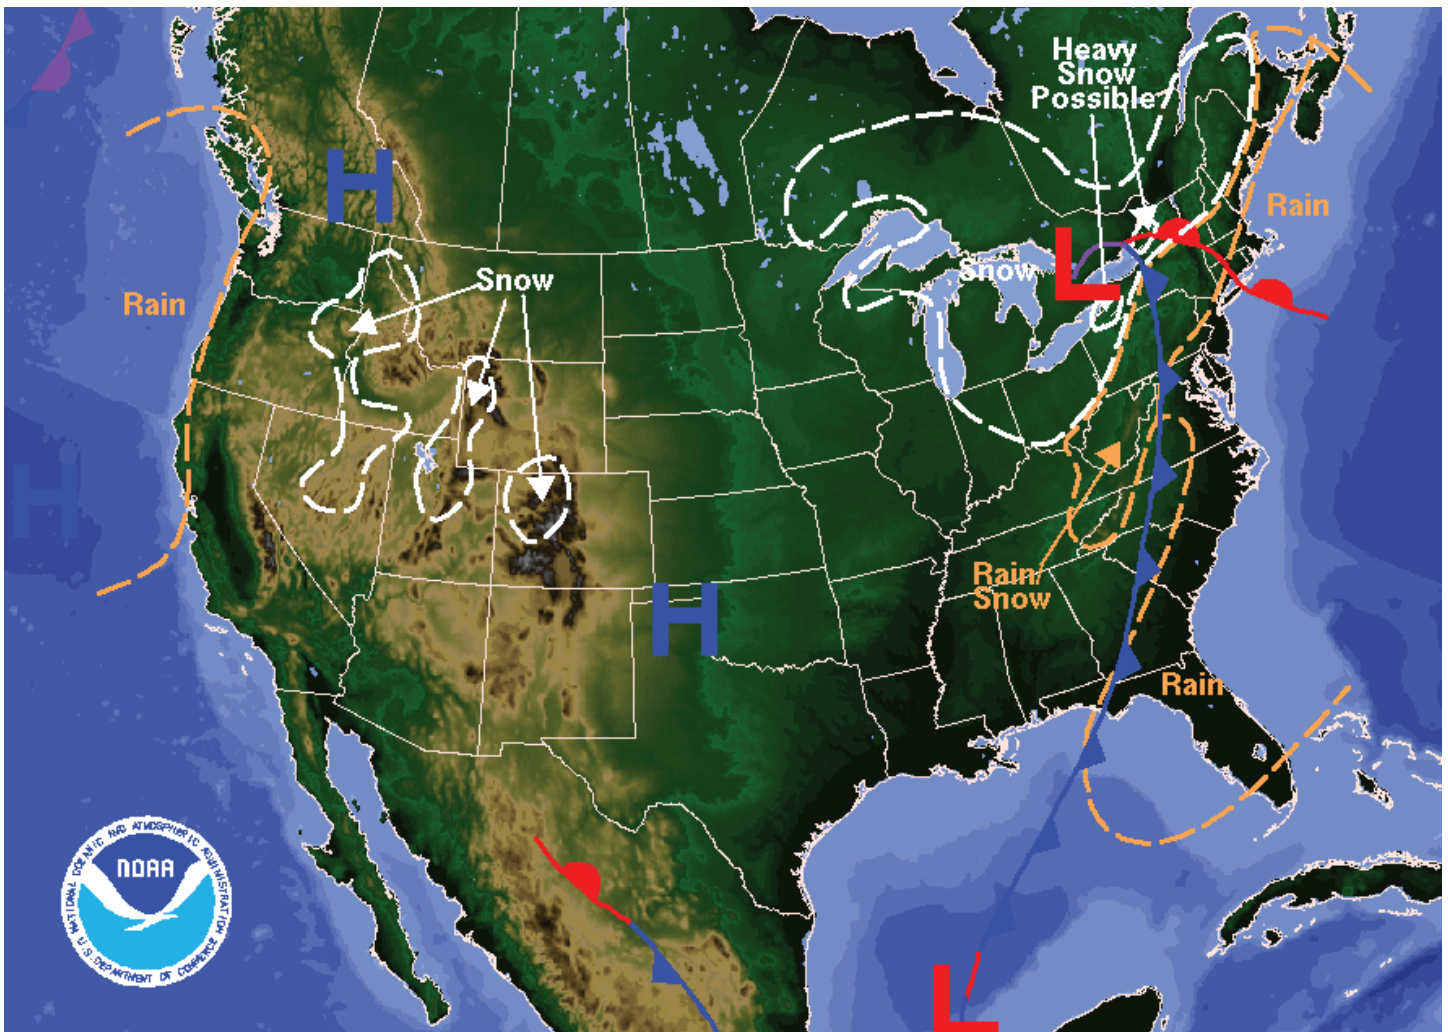 Heavy
Snow
Possible
H
Rain
Rain
Snow
L
Snow
H
Rain/
Snow
H
Rain
L
NOAA
NATIONAL OCEANIC AND ATMOSPHERIC ADMINISTRATION
U.S. DEPARTMENT OF COMMERCE